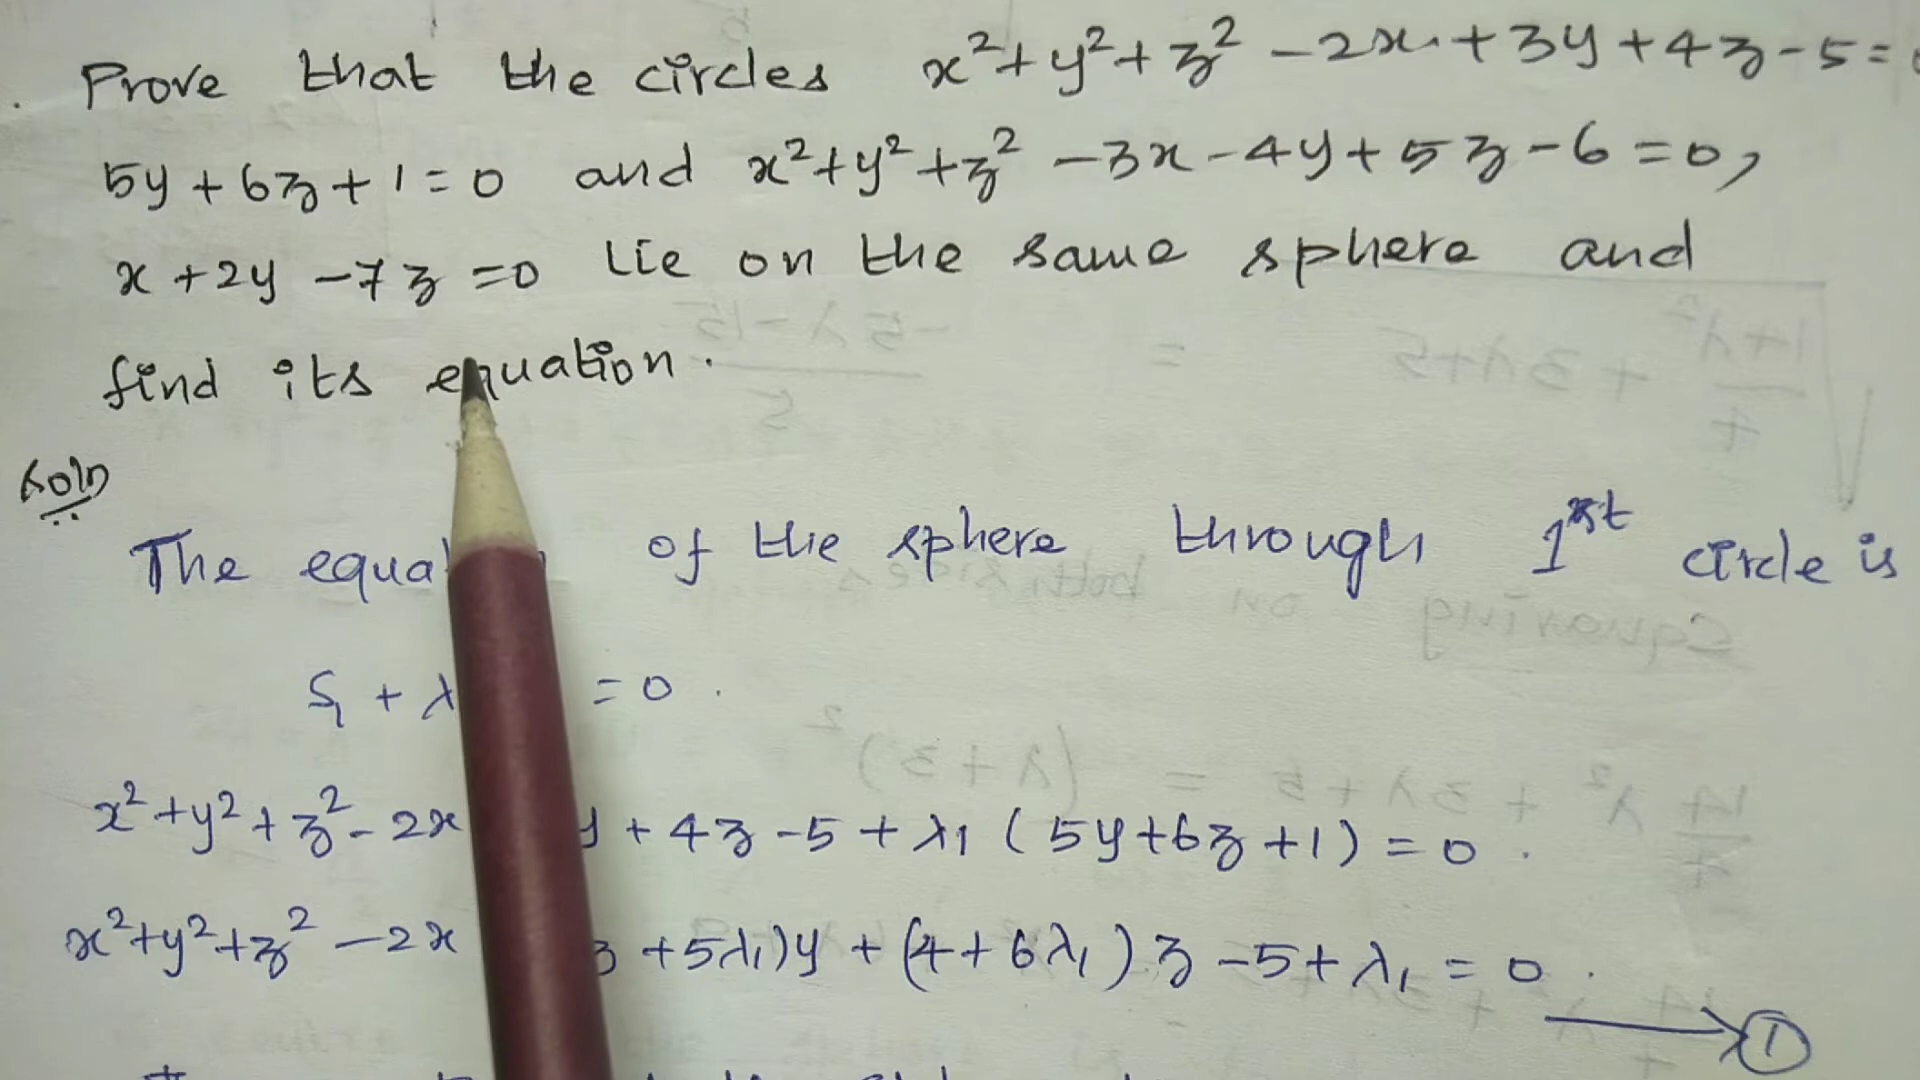 Prove that the circles x²+y²+z² -2x+3y+4z-5=
5y+6z+1=0 and x²+y²+z² -3x-4y+5z-6=0,
x+2y-7z=0 lie on the same sphere and
find its equation.
Soln
The equa of the sphere through 1st circle is
S1 + λ =0.
x²+y²+z²-2x y+4z-5+λ1(5y+6z+1)=0.
x²+y²+z²-2x 3+5λ1)y+(4+6λ1)z-5+λ1=0.
→ ①